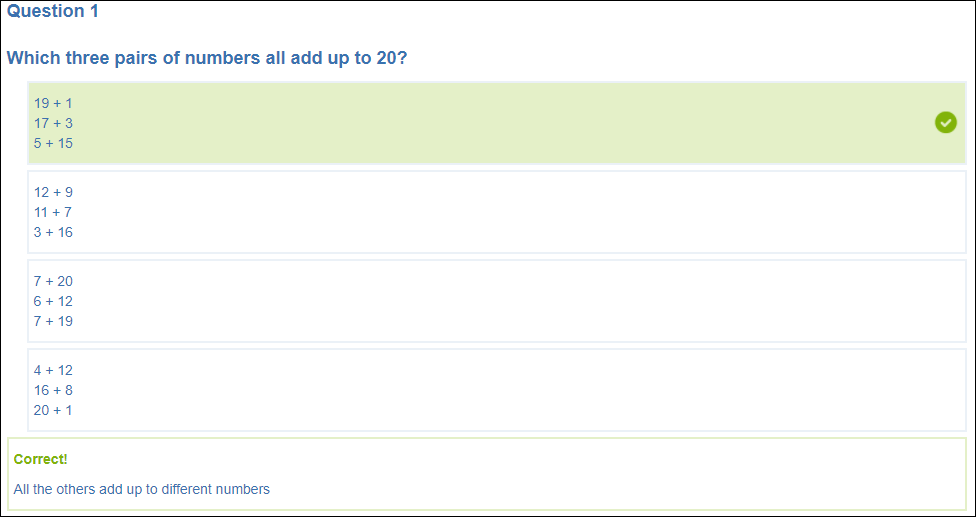 Question 1
Which three pairs of numbers all add up to 20?
19 + 1
17 + 3
5 + 15
12 + 9
11 + 7
3 + 16
7 + 20
6 + 12
7 + 19
4 + 12
16 + 8
20 + 1
Correct!
All the others add up to different numbers